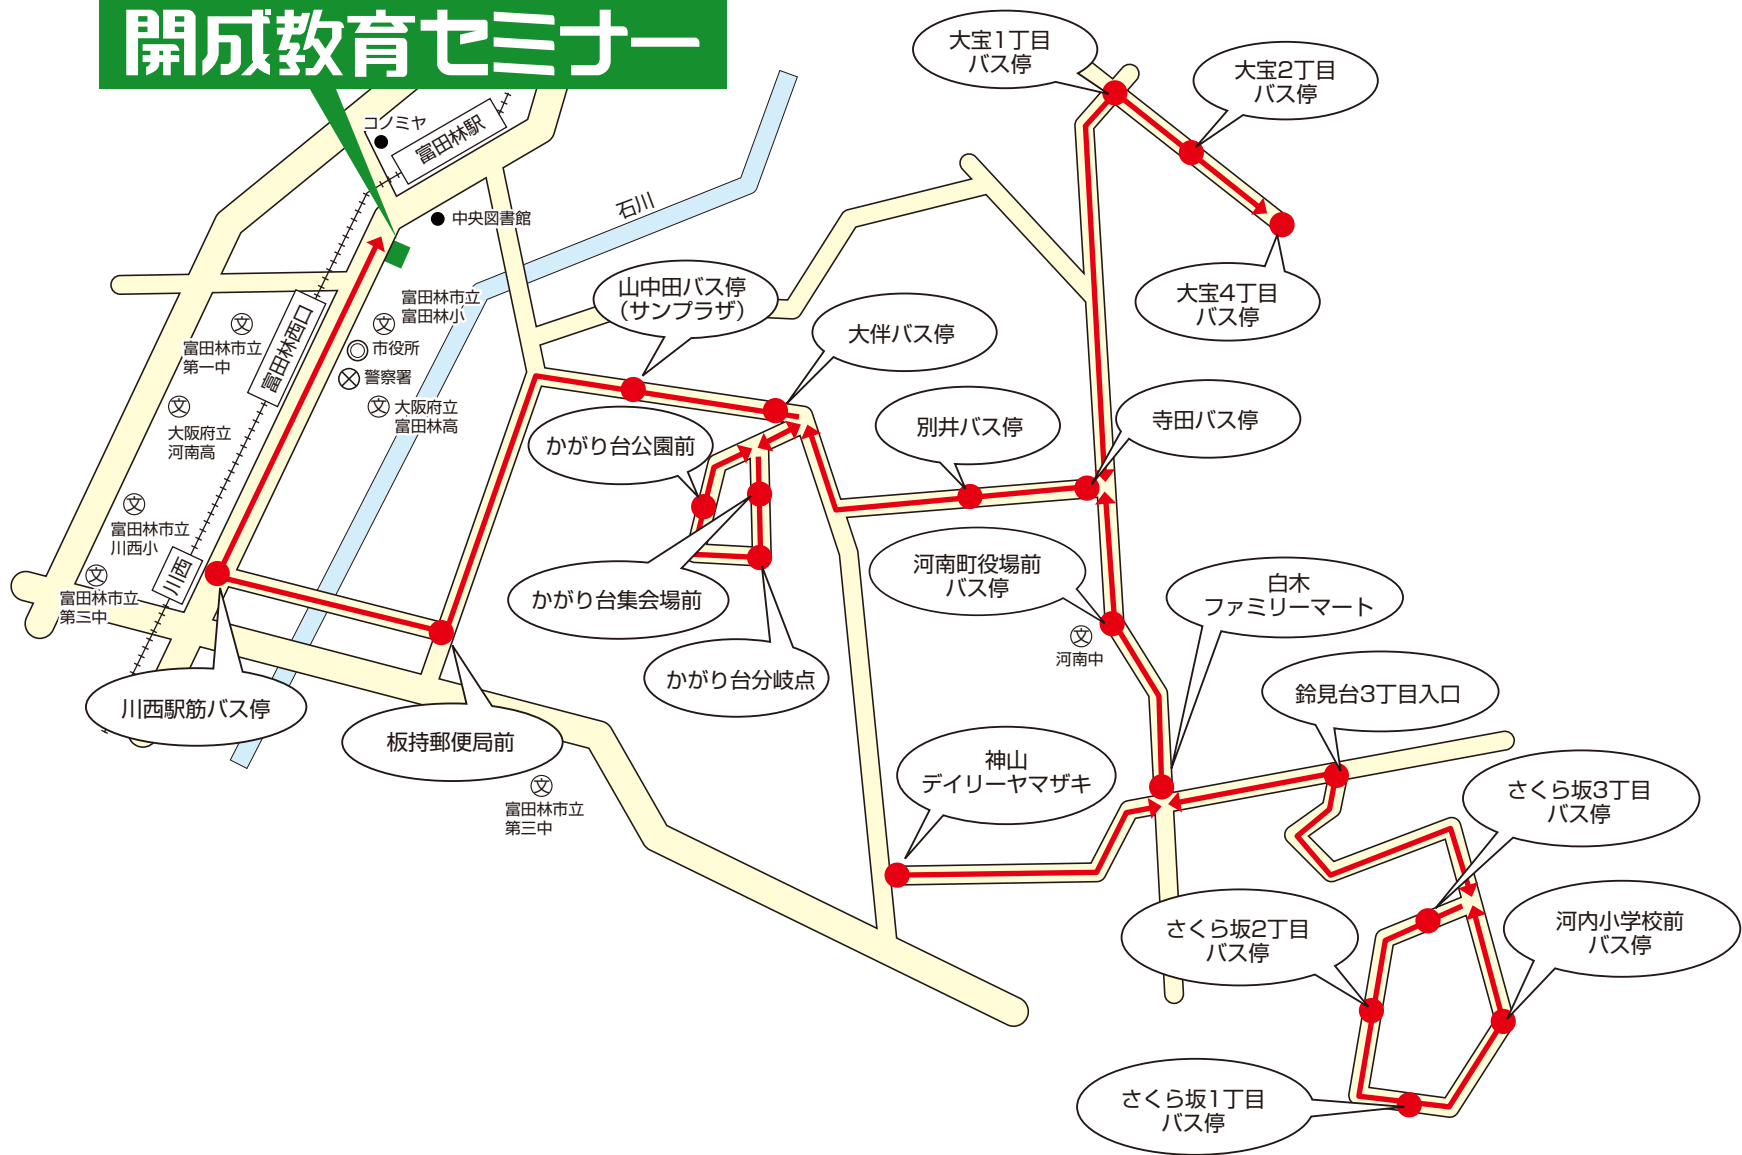 開成教育セミナー
コノミヤ
富田林駅
中央図書館
石川
富田林西口
富田林市立
富田林小
市役所
警察署
大阪府立
富田林高
富田林市立
第一中
大阪府立
河南高
富田林市立
川西小
川西
富田林市立
第三中
川西駅筋バス停
板持郵便局前
富田林市立
第三中
山中田バス停
（サンプラザ）
大伴バス停
かがり台公園前
かがり台集会場前
かがり台分岐点
別井バス停
寺田バス停
大宝1丁目
バス停
大宝2丁目
バス停
大宝4丁目
バス停
河南町役場前
バス停
河南中
白木
ファミリーマート
神山
デイリーヤマザキ
鈴見台3丁目入口
さくら坂3丁目
バス停
さくら坂2丁目
バス停
河内小学校前
バス停
さくら坂1丁目
バス停
文
文
文
文
文
文
文
文